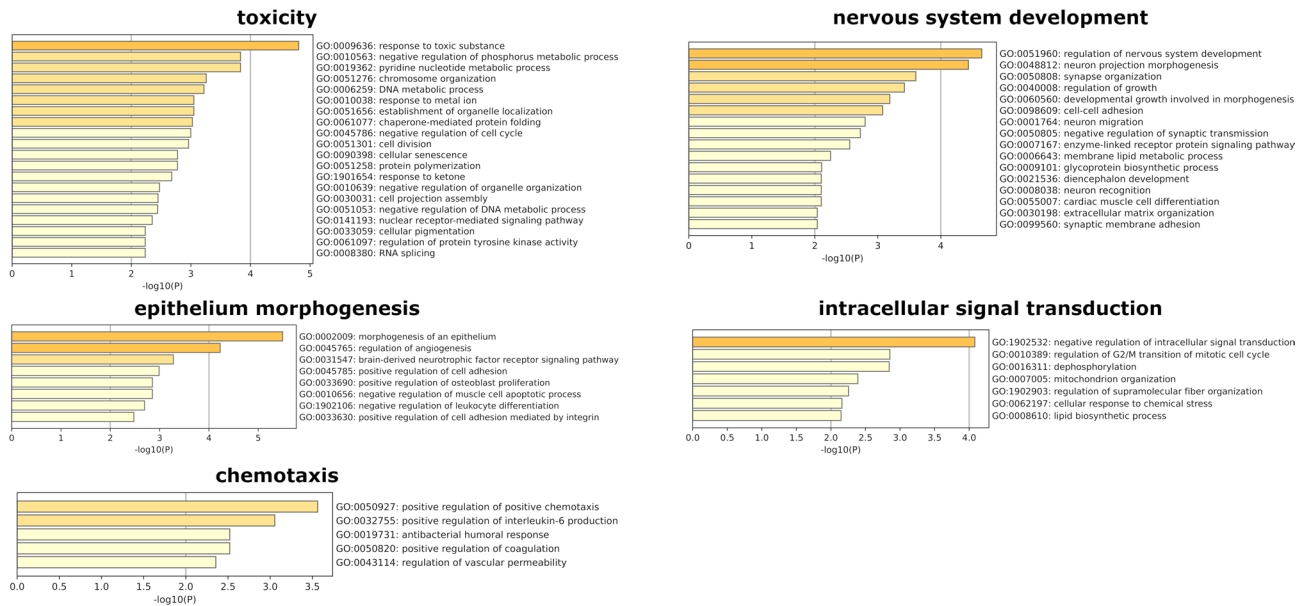 toxicity
GO:0009636: response to toxic substance
GO:0010563: negative regulation of phosphorus metabolic process
GO:0019362: pyridine nucleotide metabolic process
GO:0051276: chromosome organization
GO:0006259: DNA metabolic process
GO:0010038: response to metal ion
GO:0051656: establishment of organelle localization
GO:0061077: chaperone-mediated protein folding
GO:0045786: negative regulation of cell cycle
GO:0051301: cell division
GO:0090398: cellular senescence
GO:0051258: protein polymerization
GO:1901654: response to ketone
GO:0010639: negative regulation of organelle organization
GO:0030031: cell projection assembly
GO:0051053: negative regulation of DNA metabolic process
GO:0141193: nuclear receptor-mediated signaling pathway
GO:0033059: cellular pigmentation
GO:0061097: regulation of protein tyrosine kinase activity
GO:0008380: RNA splicing
0 1 2 3 4 5
-log10(P)
nervous system development
GO:0051960: regulation of nervous system development
GO:0048812: neuron projection morphogenesis
GO:0050808: synapse organization
GO:0040008: regulation of growth
GO:0060560: developmental growth involved in morphogenesis
GO:0098609: cell-cell adhesion
GO:0001764: neuron migration
GO:0050805: negative regulation of synaptic transmission
GO:0007167: enzyme-linked receptor protein signaling pathway
GO:0006643: membrane lipid metabolic process
GO:0009101: glycoprotein biosynthetic process
GO:0021536: diencephalon development
GO:0008038: neuron recognition
GO:0055007: cardiac muscle cell differentiation
GO:0030198: extracellular matrix organization
GO:0099560: synaptic membrane adhesion
0 1 2 3 4
-log10(P)
epithelium morphogenesis
GO:0002009: morphogenesis of an epithelium
GO:0045765: regulation of angiogenesis
GO:0031547: brain-derived neurotrophic factor receptor signaling pathway
GO:0045785: positive regulation of cell adhesion
GO:0033690: positive regulation of osteoblast proliferation
GO:0010656: negative regulation of muscle cell apoptotic process
GO:1902106: negative regulation of leukocyte differentiation
GO:0033630: positive regulation of cell adhesion mediated by integrin
0 1 2 3 4 5
-log10(P)
intracellular signal transduction
GO:1902532: negative regulation of intracellular signal transduction
GO:0010389: regulation of G2/M transition of mitotic cell cycle
GO:0016311: dephosphorylation
GO:0007005: mitochondrion organization
GO:1902903: regulation of supramolecular fiber organization
GO:0062197: cellular response to chemical stress
GO:0008610: lipid biosynthetic process
0.0 0.5 1.0 1.5 2.0 2.5 3.0 3.5 4.0
-log10(P)
chemotaxis
GO:0050927: positive regulation of positive chemotaxis
GO:0032755: positive regulation of interleukin-6 production
GO:0019731: antibacterial humoral response
GO:0050820: positive regulation of coagulation
GO:0043114: regulation of vascular permeability
0.0 0.5 1.0 1.5 2.0 2.5 3.0 3.5
-log10(P)